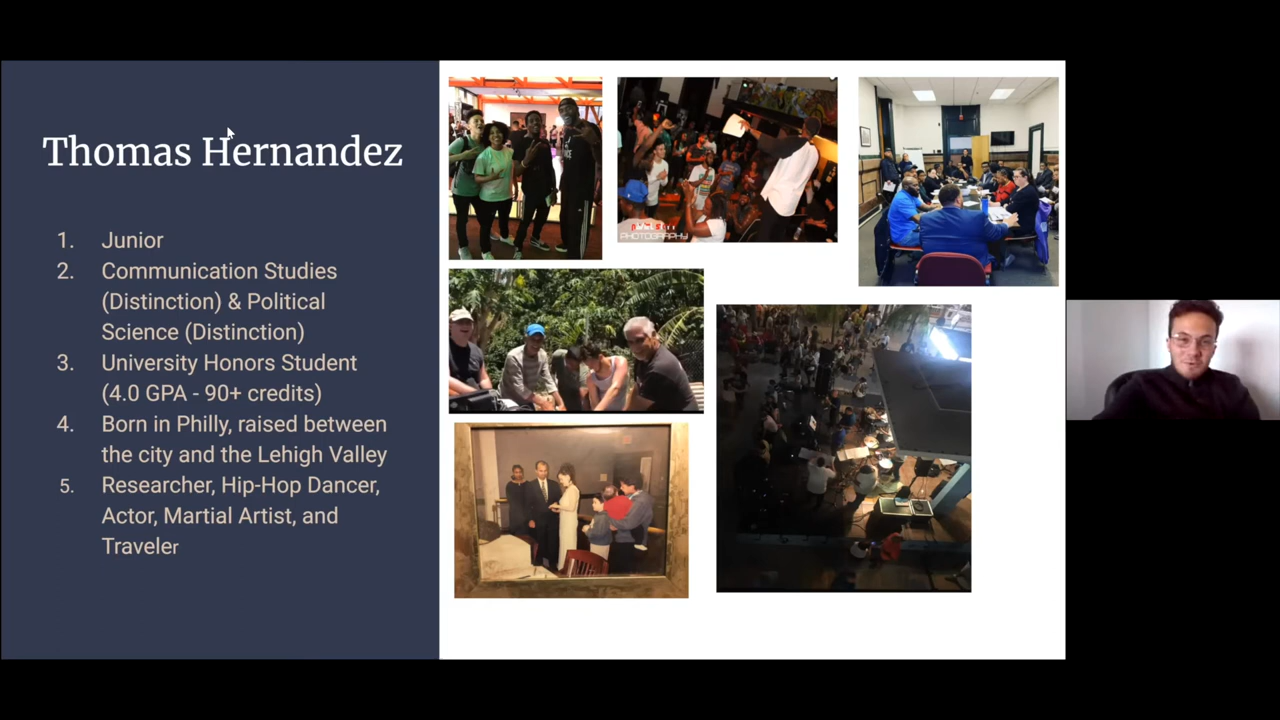 Thomas Hernandez
1. Junior
2. Communication Studies
(Distinction) & Political
Science (Distinction)
3. University Honors Student
(4.0 GPA - 90+ credits)
4. Born in Philly, raised between
the city and the Lehigh Valley
5. Researcher, Hip-Hop Dancer,
Actor, Martial Artist, and
Traveler
PHOTOGRAPHY